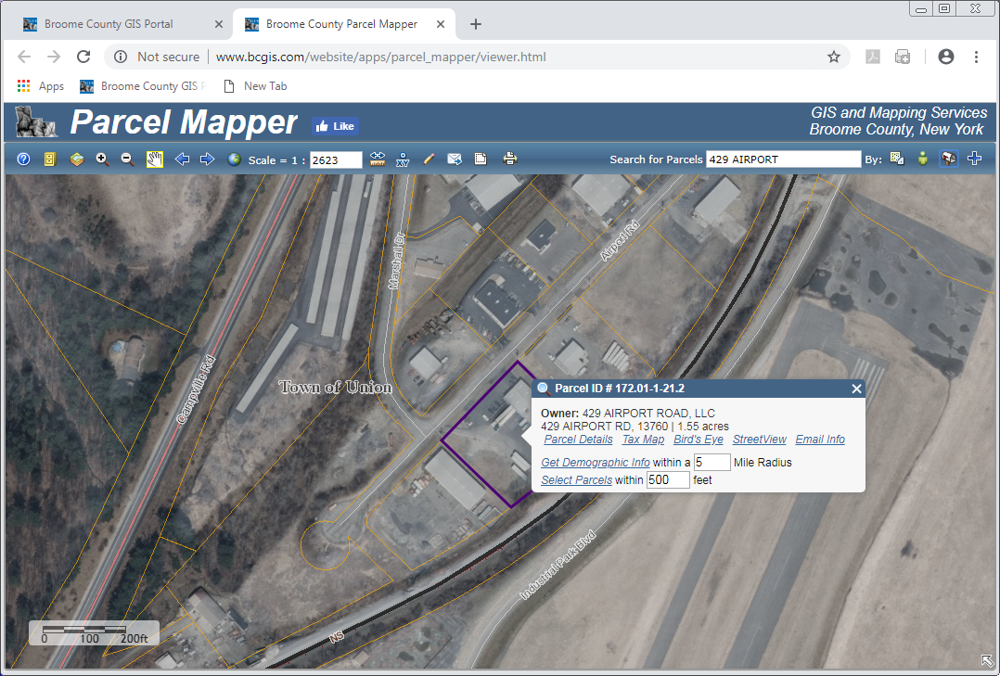 Broome County GIS Portal
Broome County Parcel Mapper
Not secure | www.bcgis.com/website/apps/parcel_mapper/viewer.html
Apps
Broome County GIS
New Tab
Parcel Mapper
Like
GIS and Mapping Services
Broome County, New York
Scale = 1 : 2623
XY
Search for Parcels 429 AIRPORT By:
Airport Rd
Marshall Dr
Campville Rd
Town of Union
Parcel ID # 172.01-1-21.2
Owner: 429 AIRPORT ROAD, LLC
429 AIRPORT RD, 13760 | 1.55 acres
Parcel Details Tax Map Bird's Eye StreetView Email Info
Get Demographic Info within a 5 Mile Radius
Select Parcels within 500 feet
Industrial Park Blvd
NS
0 100 200ft